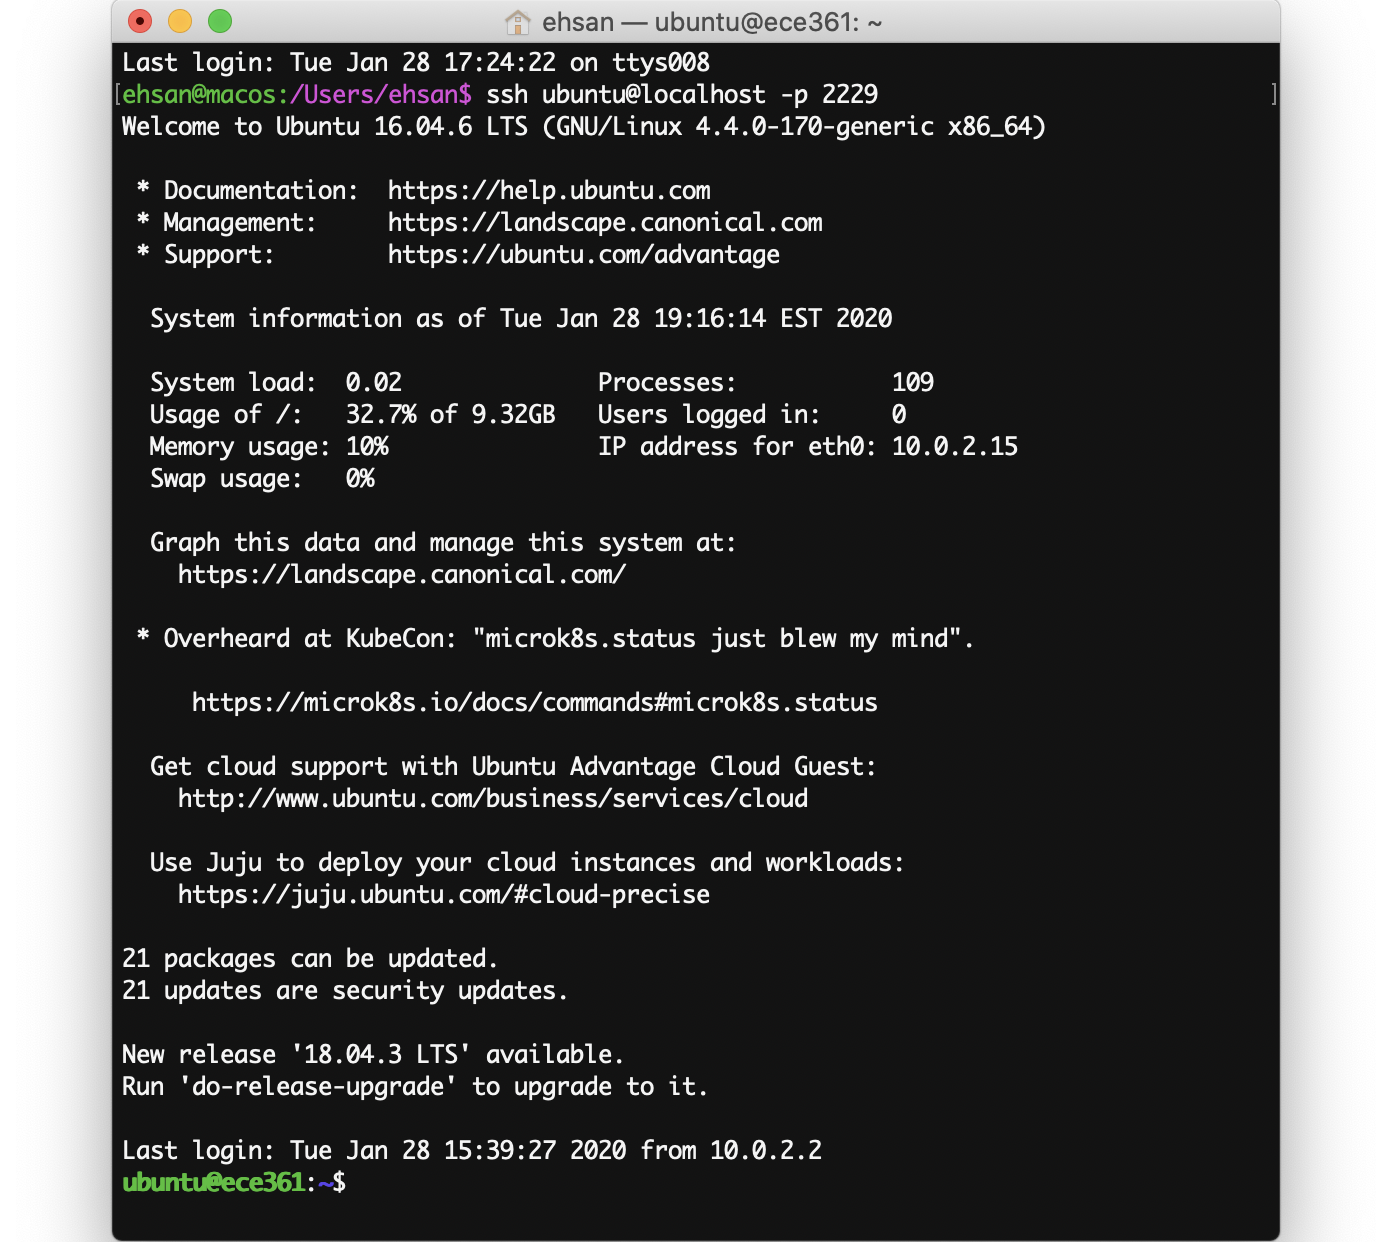 ehsan — ubuntu@ece361: ~
Last login: Tue Jan 28 17:24:22 on ttys008
[ehsan@macos:/Users/ehsan$ ssh ubuntu@localhost -p 2229 ]
Welcome to Ubuntu 16.04.6 LTS (GNU/Linux 4.4.0-170-generic x86_64)
* Documentation:  https://help.ubuntu.com
* Management:     https://landscape.canonical.com
* Support:        https://ubuntu.com/advantage
System information as of Tue Jan 28 19:16:14 EST 2020
System load:  0.02              Processes:           109
Usage of /:   32.7% of 9.32GB   Users logged in:     0
Memory usage: 10%               IP address for eth0: 10.0.2.15
Swap usage:   0%
Graph this data and manage this system at:
https://landscape.canonical.com/
* Overheard at KubeCon: "microk8s.status just blew my mind".
https://microk8s.io/docs/commands#microk8s.status
Get cloud support with Ubuntu Advantage Cloud Guest:
http://www.ubuntu.com/business/services/cloud
Use Juju to deploy your cloud instances and workloads:
https://juju.ubuntu.com/#cloud-precise
21 packages can be updated.
21 updates are security updates.
New release '18.04.3 LTS' available.
Run 'do-release-upgrade' to upgrade to it.
Last login: Tue Jan 28 15:39:27 2020 from 10.0.2.2
ubuntu@ece361:~$